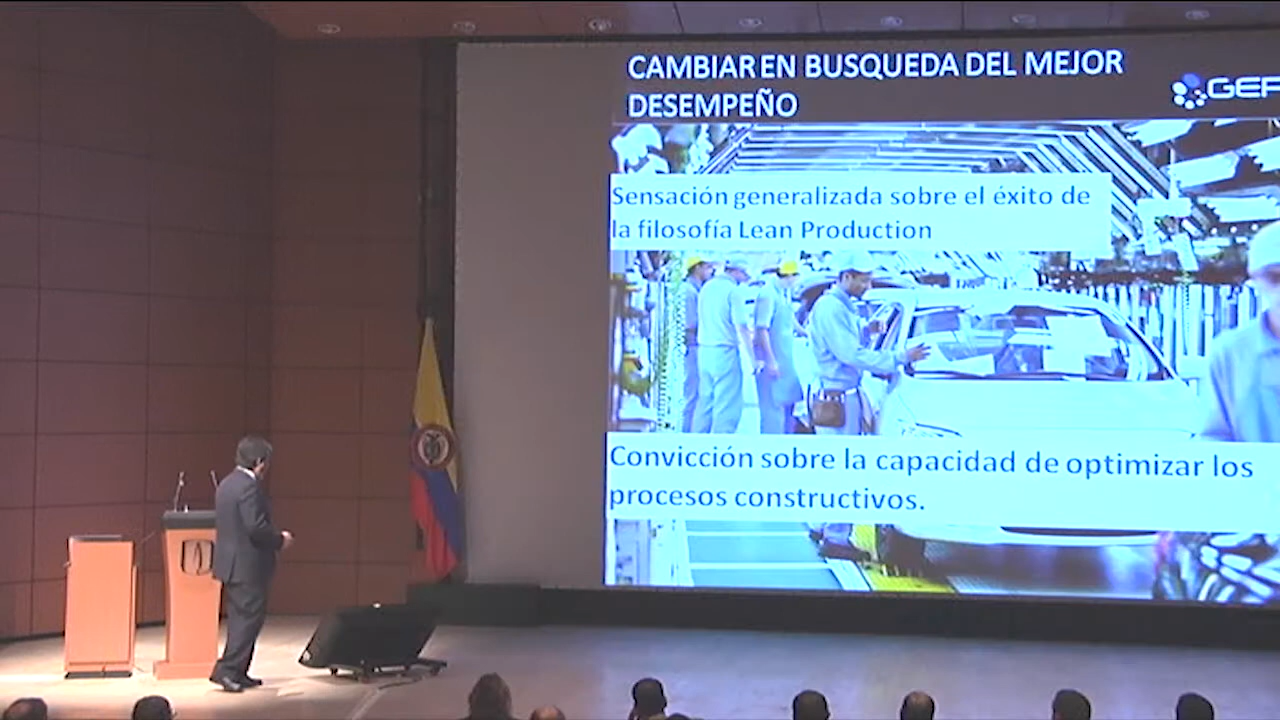 CAMBIAR EN BUSQUEDA DEL MEJOR
DESEMPEÑO
Sensación generalizada sobre el éxito de
la filosofía Lean Production
Convicción sobre la capacidad de optimizar los
procesos constructivos.